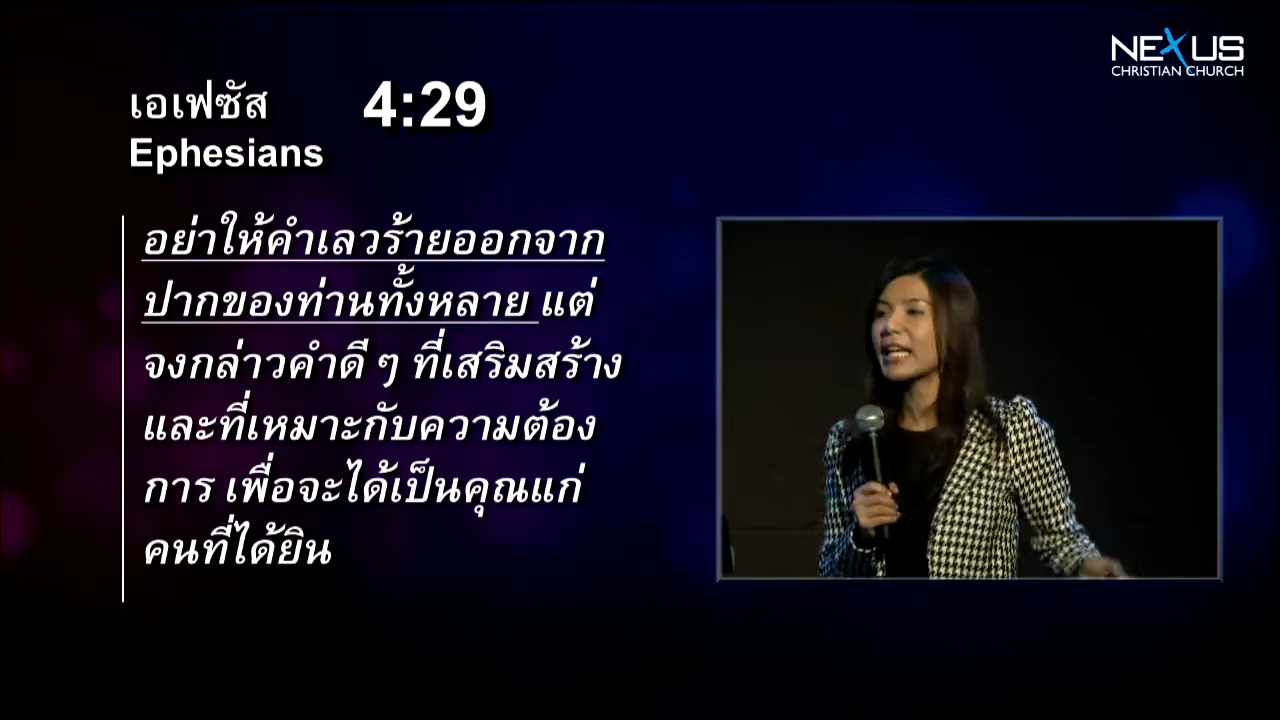 NEXUS
CHRISTIAN CHURCH
เอเฟซัส 4:29
Ephesians
อย่าให้คำเลวร้ายออกจาก
ปากของท่านทั้งหลาย แต่
จงกล่าวคำดี ๆ ที่เสริมสร้าง
และที่เหมาะกับความต้อง
การ เพื่อจะได้เป็นคุณแก่
คนที่ได้ยิน